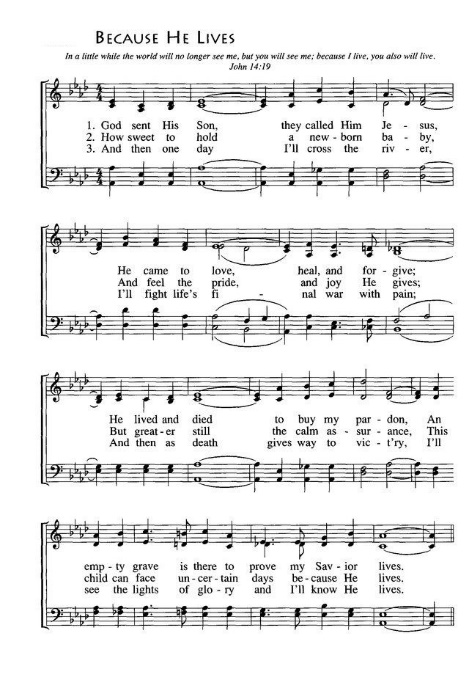 BECAUSE HE LIVES
In a little while the world will no longer see me, but you will see me; because I live, you also will live.
John 14:19
1. God sent His Son, they called Him Je - sus,
2. How sweet to hold a new - born ba - by,
3. And then one day I'll cross the riv - er,
He came to love, heal, and for - give;
And feel the pride, and joy He gives;
I'll fight life's fi - nal war with pain;
He lived and died to buy my par - don, An
But great - er still the calm as - sur - ance, This
And then as death gives way to vic - t'ry, I'll
emp - ty grave is there to prove my Sav - ior lives.
child can face un - cer - tain days be - cause He lives.
see the lights of glo - ry and I'll know He lives.